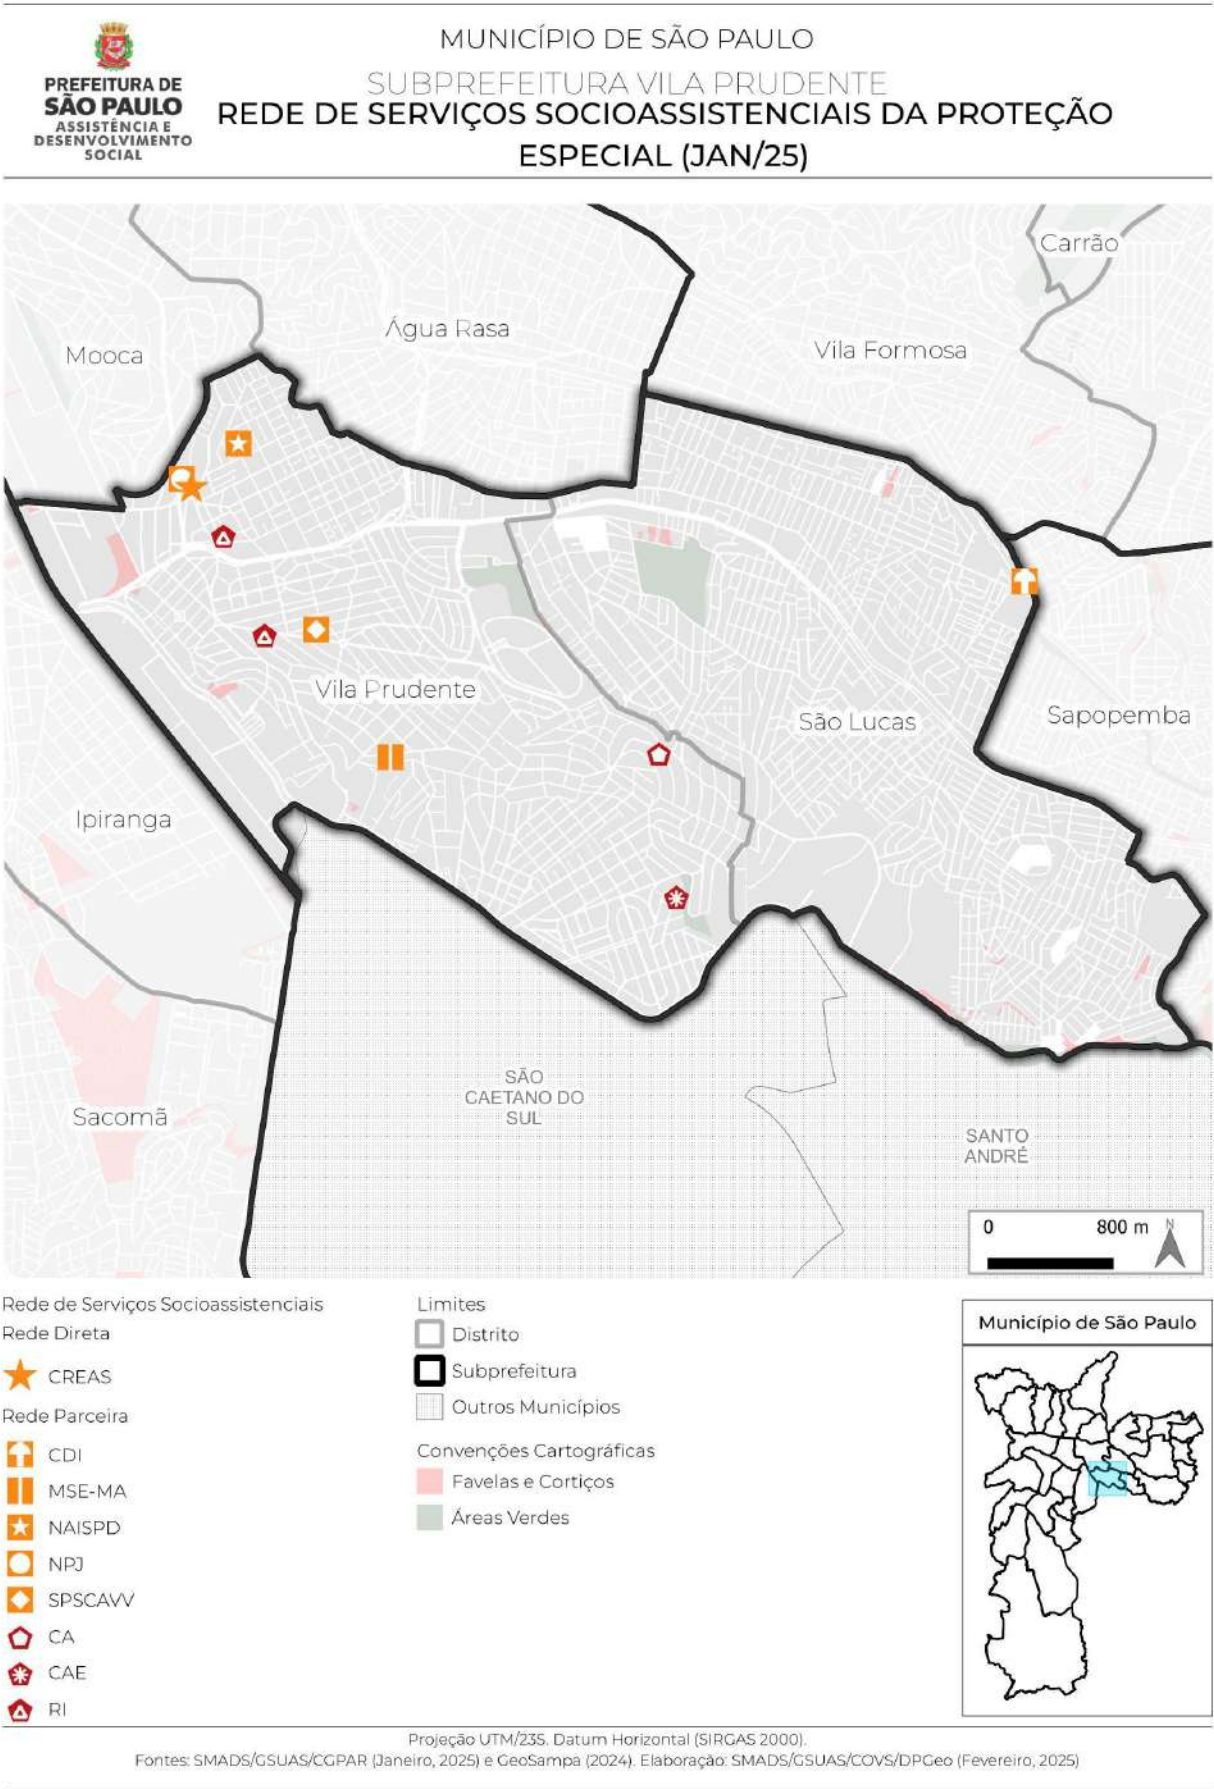 PREFEITURA DE
SÃO PAULO
ASSISTÊNCIA E
DESENVOLVIMENTO
SOCIAL
MUNICÍPIO DE SÃO PAULO
SUBPREFEITURA VILA PRUDENTE
REDE DE SERVIÇOS SOCIOASSISTENCIAIS DA PROTEÇÃO
ESPECIAL (JAN/25)
Carrão
Água Rasa
Mooca
Vila Formosa
Vila Prudente
São Lucas
Sapopemba
Ipiranga
SÃO
CAETANO DO
SUL
Sacomã
SANTO
ANDRÉ
0 800 m N
Rede de Serviços Socioassistenciais
Rede Direta
CREAS
Rede Parceira
CDI
MSE-MA
NAISPD
NPJ
SPSCAVV
CA
CAE
RI
Limites
Distrito
Subprefeitura
Outros Municípios
Convenções Cartográficas
Favelas e Cortiços
Áreas Verdes
Município de São Paulo
Projeção UTM/23S. Datum Horizontal (SIRGAS 2000).
Fontes: SMADS/GSUAS/CGPAR (Janeiro, 2025) e GeoSampa (2024). Elaboração: SMADS/GSUAS/COVS/DPGeo (Fevereiro, 2025)